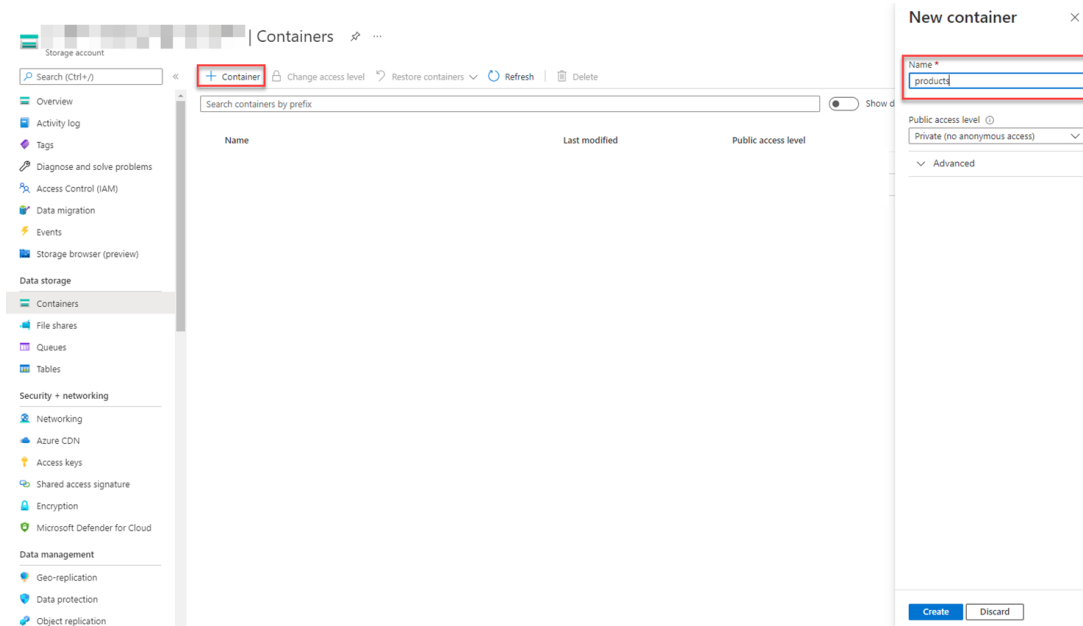 | Containers
...
Storage account
Search (Ctrl+/)
«
Overview
Activity log
Tags
Diagnose and solve problems
Access Control (IAM)
Data migration
Events
Storage browser (preview)
Data storage
Containers
File shares
Queues
Tables
Security + networking
Networking
Azure CDN
Access keys
Shared access signature
Encryption
Microsoft Defender for Cloud
Data management
Geo-replication
Data protection
Object replication
+ Container
Change access level
Restore containers
Refresh
Delete
Search containers by prefix
Show d
Name
Last modified
Public access level
New container
Name *
products
Public access level
Private (no anonymous access)
Advanced
Create
Discard